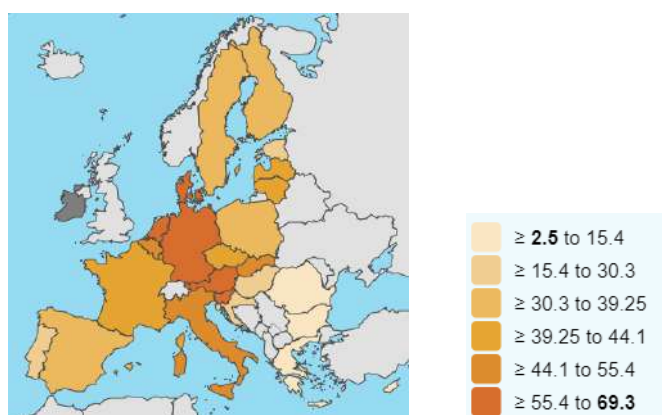 ≥ 2.5 to 15.4
≥ 15.4 to 30.3
≥ 30.3 to 39.25
≥ 39.25 to 44.1
≥ 44.1 to 55.4
≥ 55.4 to 69.3